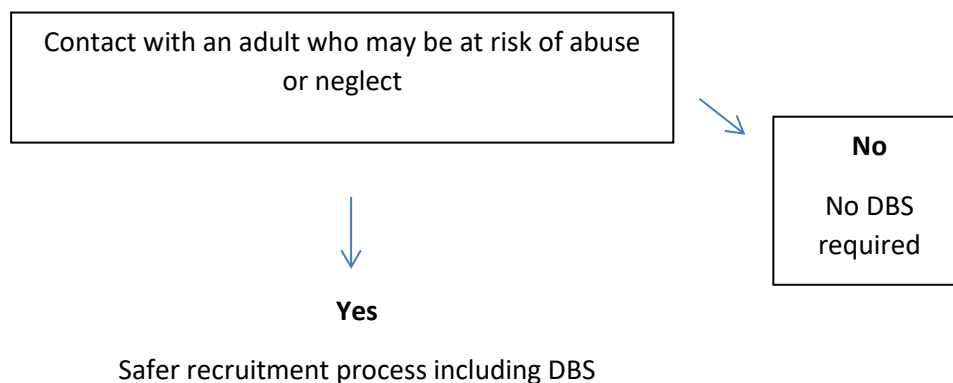 Contact with an adult who may be at risk of abuse
or neglect
No
No DBS
required
Yes
Safer recruitment process including DBS